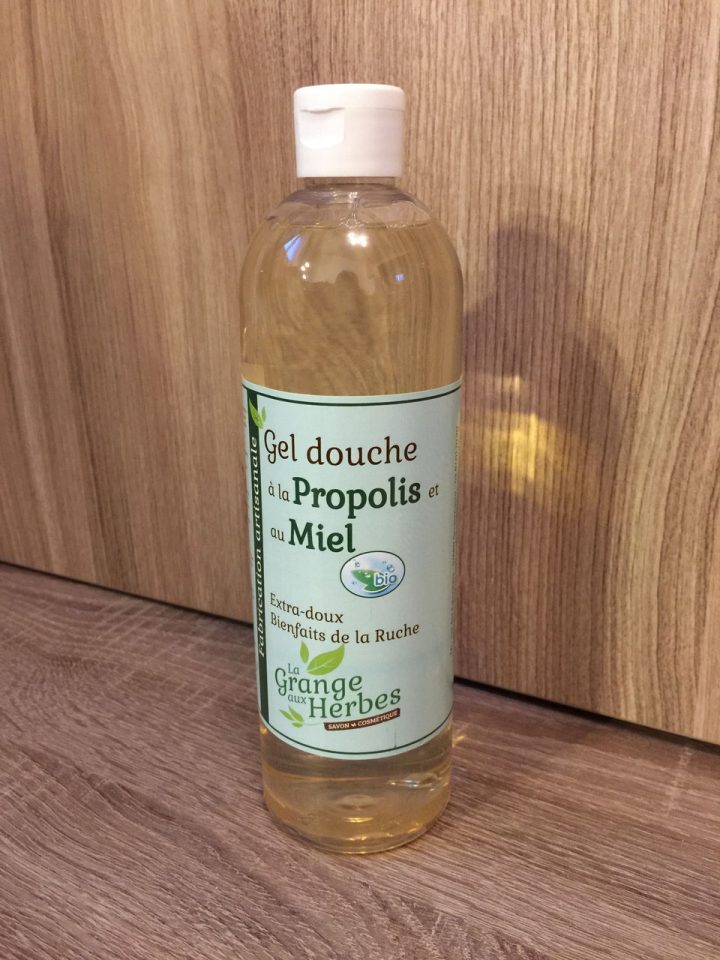 Fabrication artisanale
Gel douche
à la Propolis et
au Miel
bio
Extra-doux
Bienfaits de la Ruche
La
Grange
aux Herbes
SAVON COSMÉTIQUE